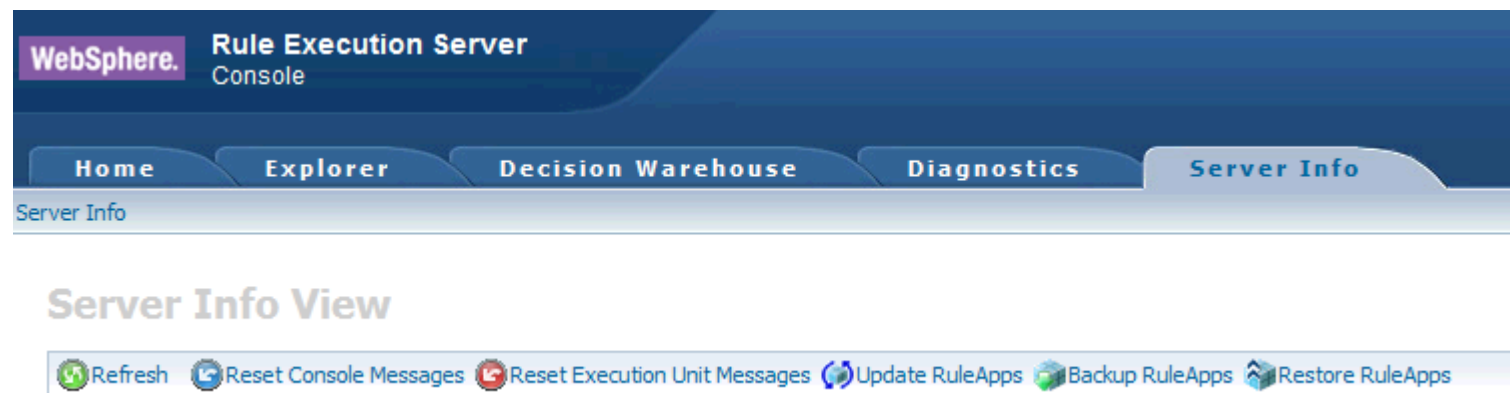 WebSphere. Rule Execution Server
Console
Home Explorer Decision Warehouse Diagnostics Server Info
Server Info
Server Info View
Refresh Reset Console Messages Reset Execution Unit Messages Update RuleApps Backup RuleApps Restore RuleApps